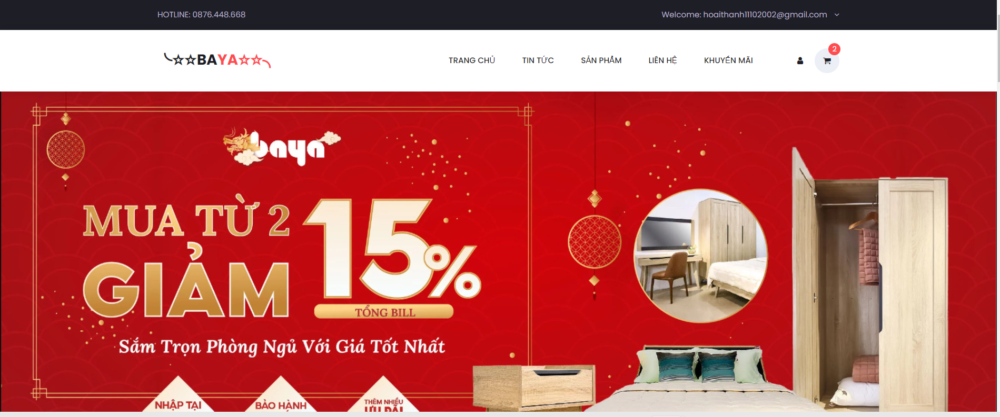 HOTLINE: 0876.448.668
Welcome: hoaithanh11102002@gmail.com
╰☆☆BAYA☆☆╮
TRANG CHỦ
TIN TỨC
SẢN PHẨM
LIÊN HỆ
KHUYẾN MÃI
2
baya
MUA TỪ 2
GIẢM
15%
TỔNG BILL
Sắm Trọn Phòng Ngủ Với Giá Tốt Nhất
NHẬP TẠI
BẢO HÀNH
THÊM NHIỀU
ƯU ĐÃI